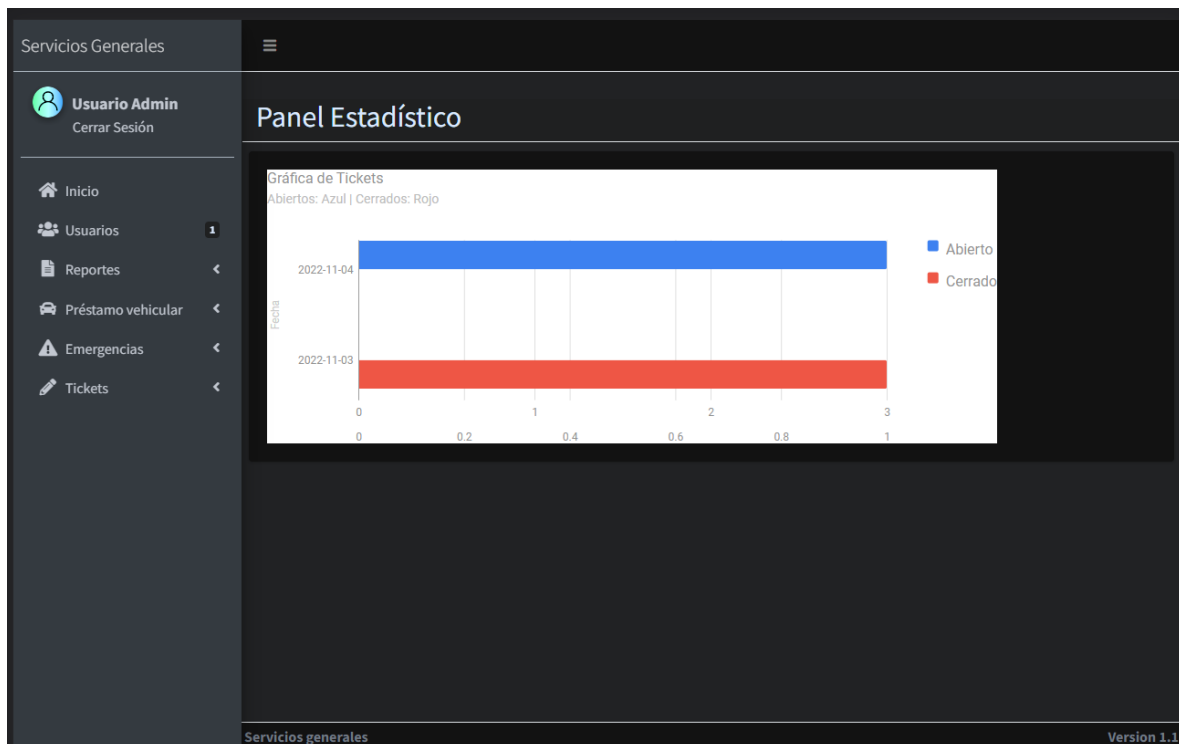 Servicios Generales
Usuario Admin
Cerrar Sesión
Inicio
Usuarios 1
Reportes
Préstamo vehicular
Emergencias
Tickets
Panel Estadístico
Gráfica de Tickets
Abiertos: Azul | Cerrados: Rojo
Abierto
Cerrado
Fecha
2022-11-04
2022-11-03
0 1 2 3
0 0.2 0.4 0.6 0.8 1
Servicios generales Version 1.1